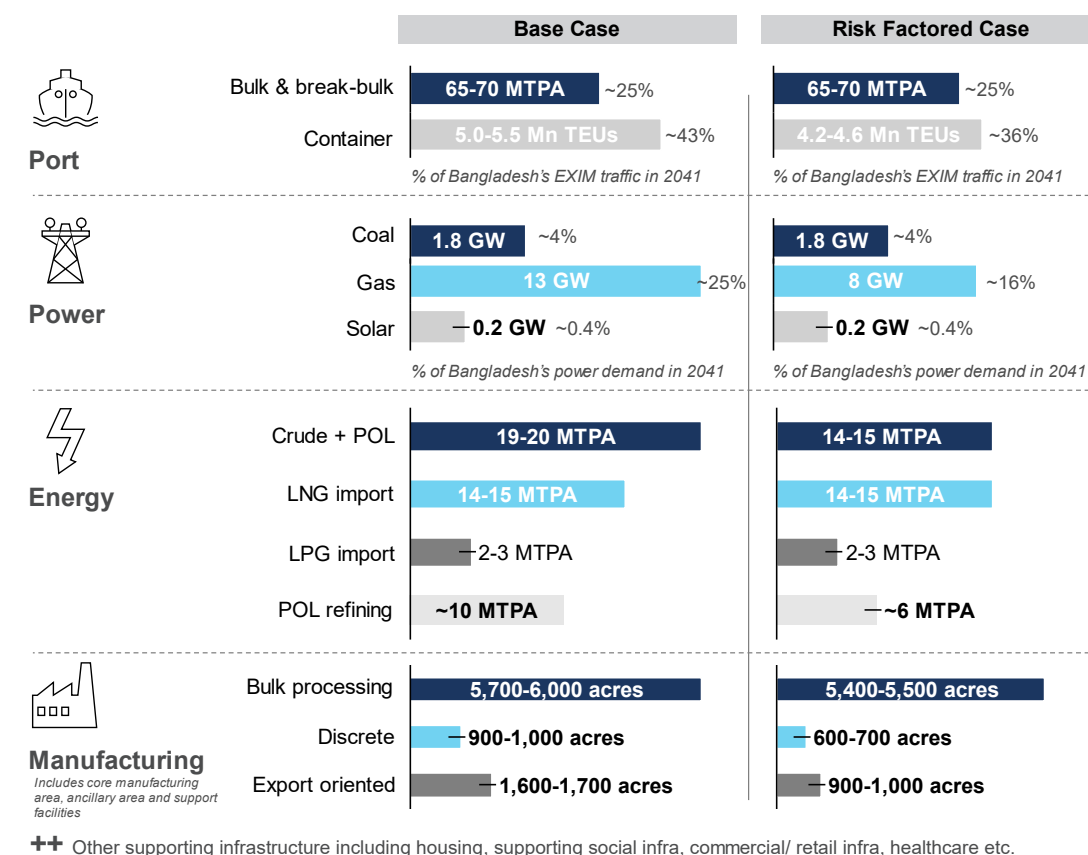 Base Case
Risk Factored Case
Port
Bulk & break-bulk
65-70 MTPA
~25%
65-70 MTPA
~25%
Container
5.0-5.5 Mn TEUs
~43%
4.2-4.6 Mn TEUs
~36%
% of Bangladesh's EXIM traffic in 2041
% of Bangladesh's EXIM traffic in 2041
Power
Coal
1.8 GW
~4%
1.8 GW
~4%
Gas
13 GW
~25%
8 GW
~16%
Solar
0.2 GW ~0.4%
0.2 GW ~0.4%
% of Bangladesh's power demand in 2041
% of Bangladesh's power demand in 2041
Energy
Crude + POL
19-20 MTPA
14-15 MTPA
LNG import
14-15 MTPA
14-15 MTPA
LPG import
2-3 MTPA
2-3 MTPA
POL refining
~10 MTPA
~6 MTPA
Manufacturing
Includes core manufacturing
area, ancillary area and support
facilities
Bulk processing
5,700-6,000 acres
5,400-5,500 acres
Discrete
900-1,000 acres
600-700 acres
Export oriented
1,600-1,700 acres
900-1,000 acres
++ Other supporting infrastructure including housing, supporting social infra, commercial/ retail infra, healthcare etc.